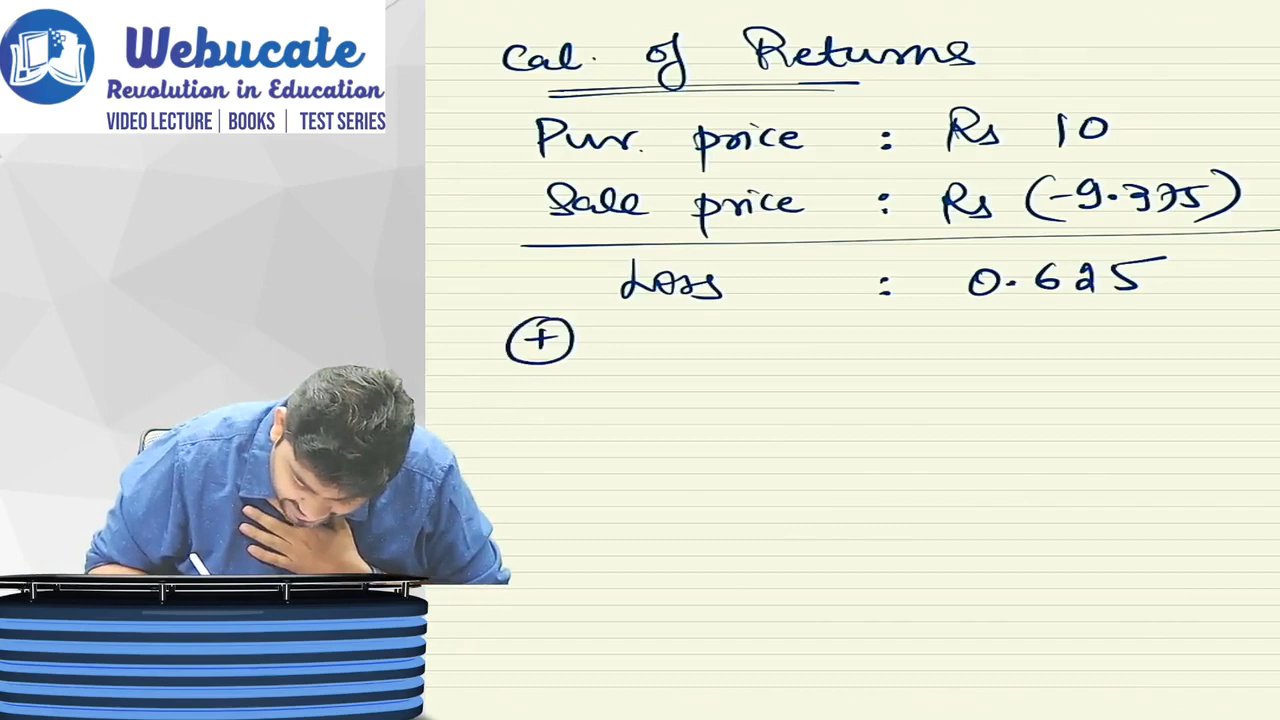 Webucate
Revolution in Education
VIDEO LECTURE | BOOKS | TEST SERIES
Cal. of Returns
Pur. price : Rs 10
Sale price : Rs (-9.375)
Loss : 0.625
+